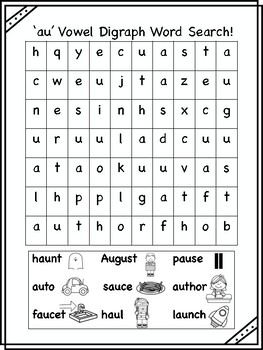 'au' Vowel Digraph Word Search!
h q y e c u a s t a
c w e u j t a z e u
n e s i n h s x c g
u r u u l a d c u u
a t a o k u u v a s
l h p p l g a t f t
a u t h o r f h o b
haunt August pause
auto sauce author
faucet haul launch